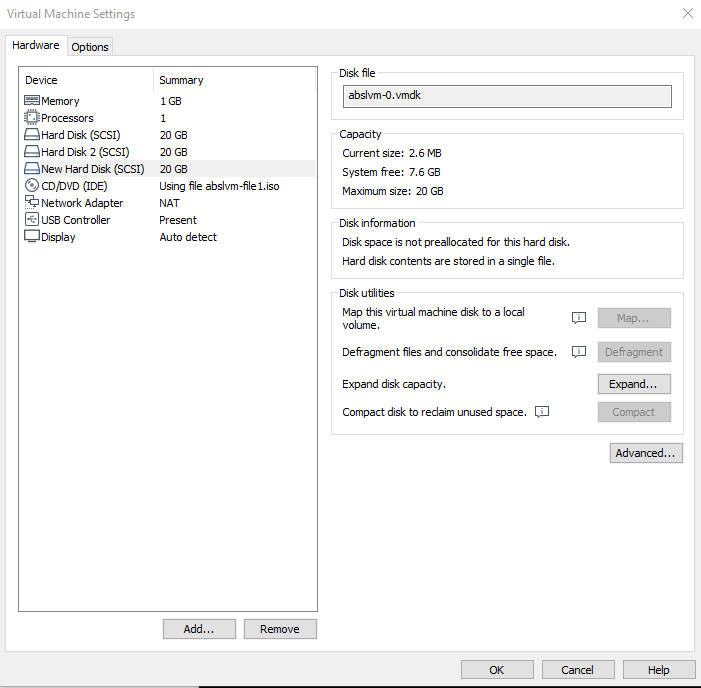 Virtual Machine Settings
Hardware Options
Device Summary
Memory 1 GB
Processors 1
Hard Disk (SCSI) 20 GB
Hard Disk 2 (SCSI) 20 GB
New Hard Disk (SCSI) 20 GB
CD/DVD (IDE) Using file abslvm-file1.iso
Network Adapter NAT
USB Controller Present
Display Auto detect
Add... Remove
Disk file
abslvm-0.vmdk
Capacity
Current size: 2.6 MB
System free: 7.6 GB
Maximum size: 20 GB
Disk information
Disk space is not preallocated for this hard disk.
Hard disk contents are stored in a single file.
Disk utilities
Map this virtual machine disk to a local
volume.
Map...
Defragment files and consolidate free space. Defragment
Expand disk capacity. Expand...
Compact disk to reclaim unused space. Compact
Advanced...
OK Cancel Help